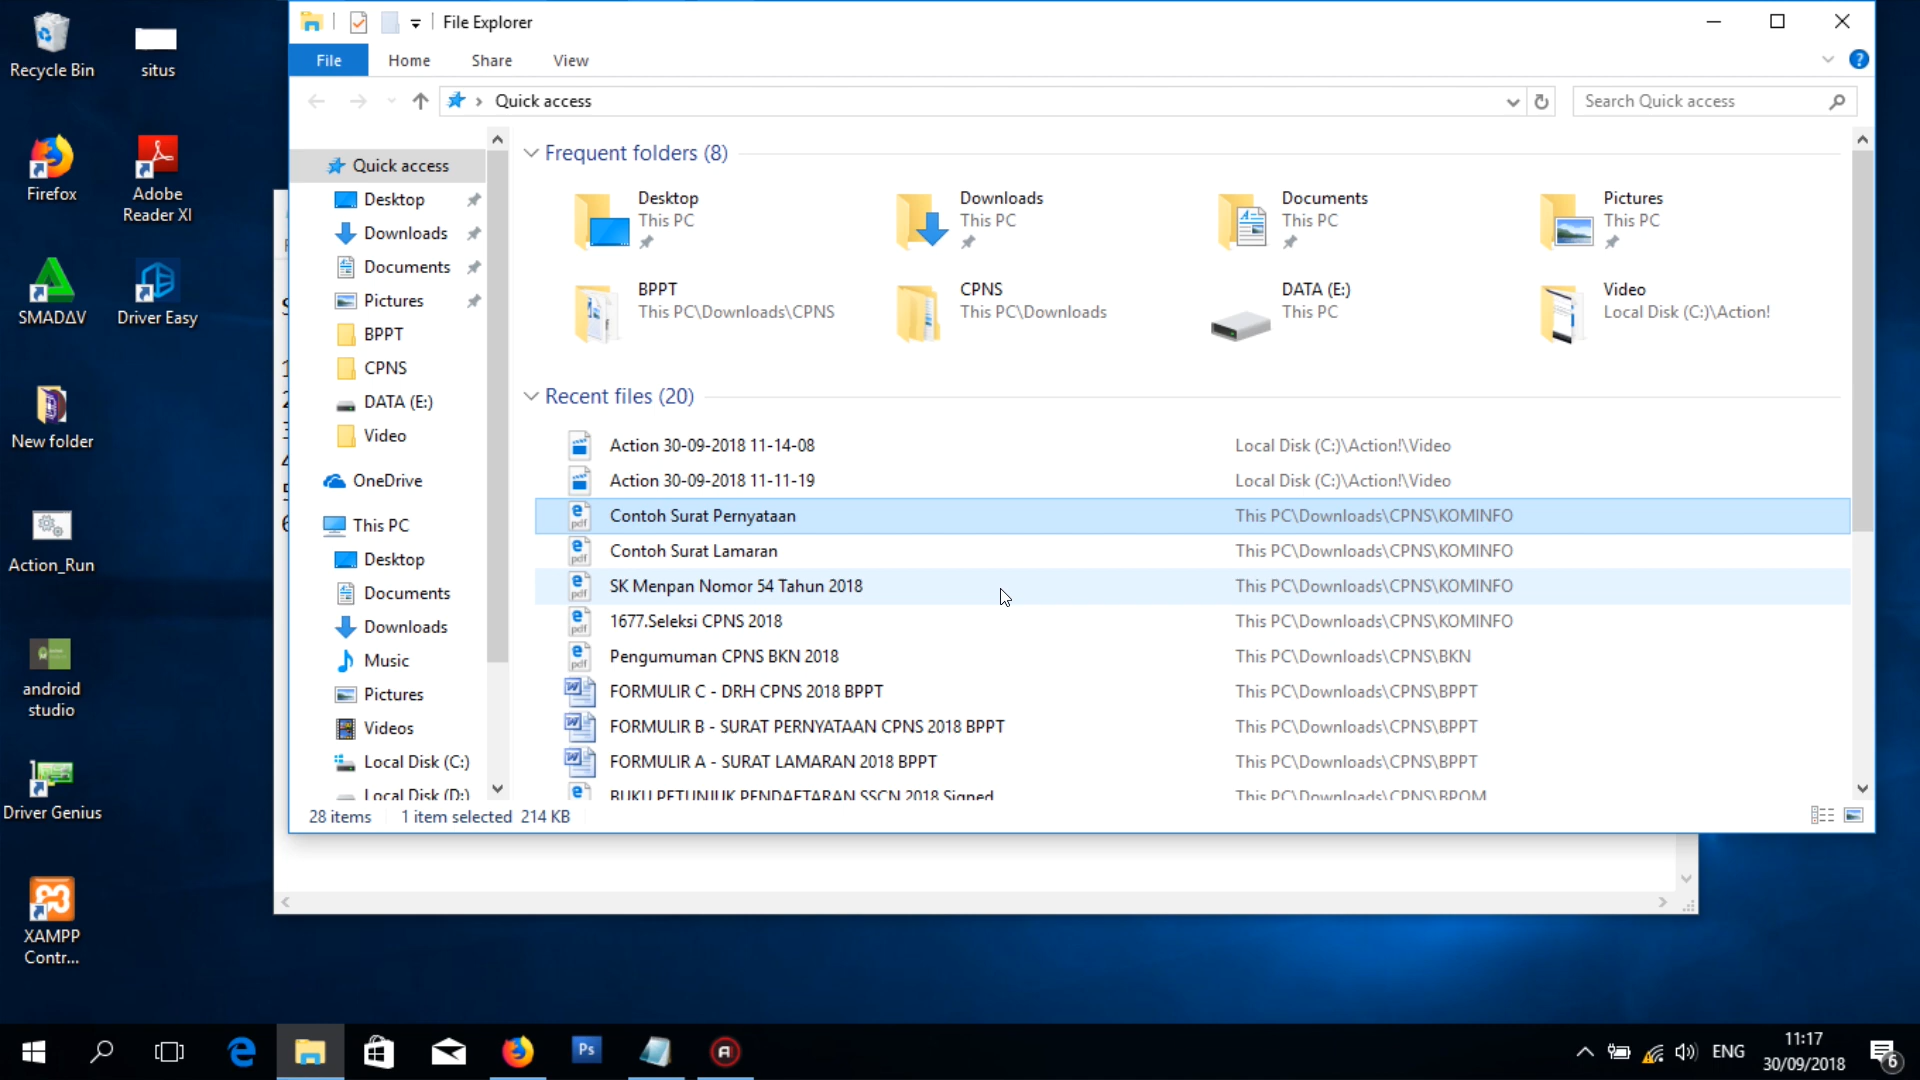 Recycle Bin
situs
Firefox
Adobe
Reader XI
SMADΔV
Driver Easy
New folder
Action_Run
android
studio
Driver Genius
XAMPP
Contr...
File Explorer
File
Home
Share
View
Quick access
Search Quick access
Quick access
Desktop
Downloads
Documents
Pictures
BPPT
CPNS
DATA (E:)
Video
OneDrive
This PC
Desktop
Documents
Downloads
Music
Pictures
Videos
Local Disk (C:)
Local Disk (D:)
Frequent folders (8)
Desktop
This PC
Downloads
This PC
Documents
This PC
Pictures
This PC
BPPT
This PC\Downloads\CPNS
CPNS
This PC\Downloads
DATA (E:)
This PC
Video
Local Disk (C:)\Action!
Recent files (20)
Action 30-09-2018 11-14-08 Local Disk (C:)\Action!\Video
Action 30-09-2018 11-11-19 Local Disk (C:)\Action!\Video
Contoh Surat Pernyataan This PC\Downloads\CPNS\KOMINFO
Contoh Surat Lamaran This PC\Downloads\CPNS\KOMINFO
SK Menpan Nomor 54 Tahun 2018 This PC\Downloads\CPNS\KOMINFO
1677.Seleksi CPNS 2018 This PC\Downloads\CPNS\KOMINFO
Pengumuman CPNS BKN 2018 This PC\Downloads\CPNS\BKN
FORMULIR C - DRH CPNS 2018 BPPT This PC\Downloads\CPNS\BPPT
FORMULIR B - SURAT PERNYATAAN CPNS 2018 BPPT This PC\Downloads\CPNS\BPPT
FORMULIR A - SURAT LAMARAN 2018 BPPT This PC\Downloads\CPNS\BPPT
BUKU PETUNJUK PENDAFTARAN SSCN 2018 Signed This PC\Downloads\CPNS\BPOM
28 items 1 item selected 214 KB
Ps
ENG
11:17
30/09/2018
6